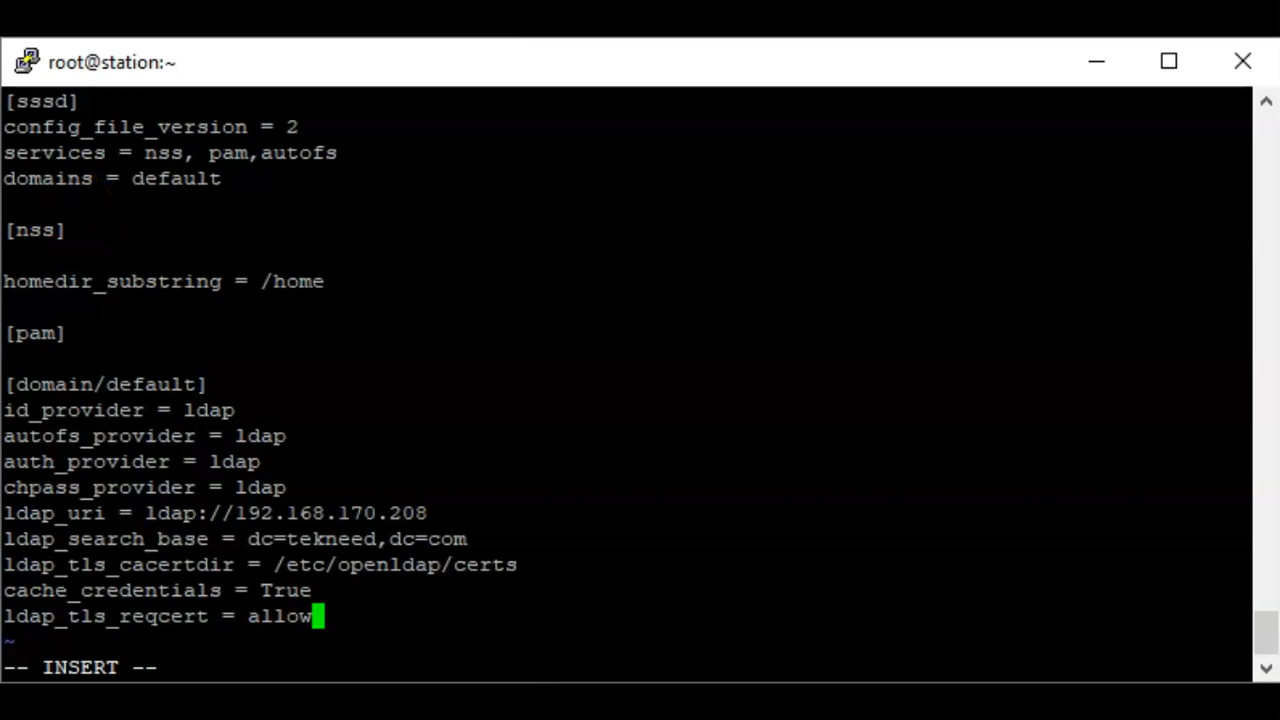 root@station:~
[sssd]
config_file_version = 2
services = nss, pam,autofs
domains = default
[nss]
homedir_substring = /home
[pam]
[domain/default]
id_provider = ldap
autofs_provider = ldap
auth_provider = ldap
chpass_provider = ldap
ldap_uri = ldap://192.168.170.208
ldap_search_base = dc=tekneed,dc=com
ldap_tls_cacertdir = /etc/openldap/certs
cache_credentials = True
ldap_tls_reqcert = allow
~
-- INSERT --